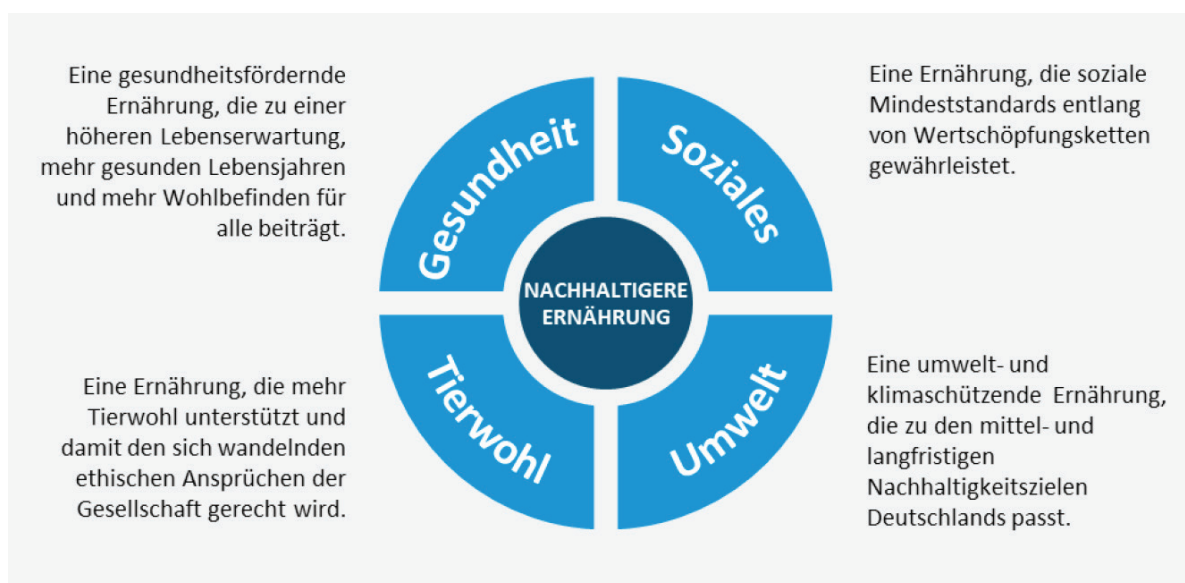 Eine gesundheitsfördernde
Ernährung, die zu einer
höheren Lebenserwartung,
mehr gesunden Lebensjahren
und mehr Wohlbefinden für
alle beiträgt.
Gesundheit
Soziales
Eine Ernährung, die soziale
Mindeststandards entlang
von Wertschöpfungsketten
gewährleistet.
NACHHALTIGERE
ERNÄHRUNG
Eine Ernährung, die mehr
Tierwohl unterstützt und
damit den sich wandelnden
ethischen Ansprüchen der
Gesellschaft gerecht wird.
Tierwohl
Umwelt
Eine umwelt- und
klimaschützende Ernährung,
die zu den mittel- und
langfristigen
Nachhaltigkeitszielen
Deutschlands passt.